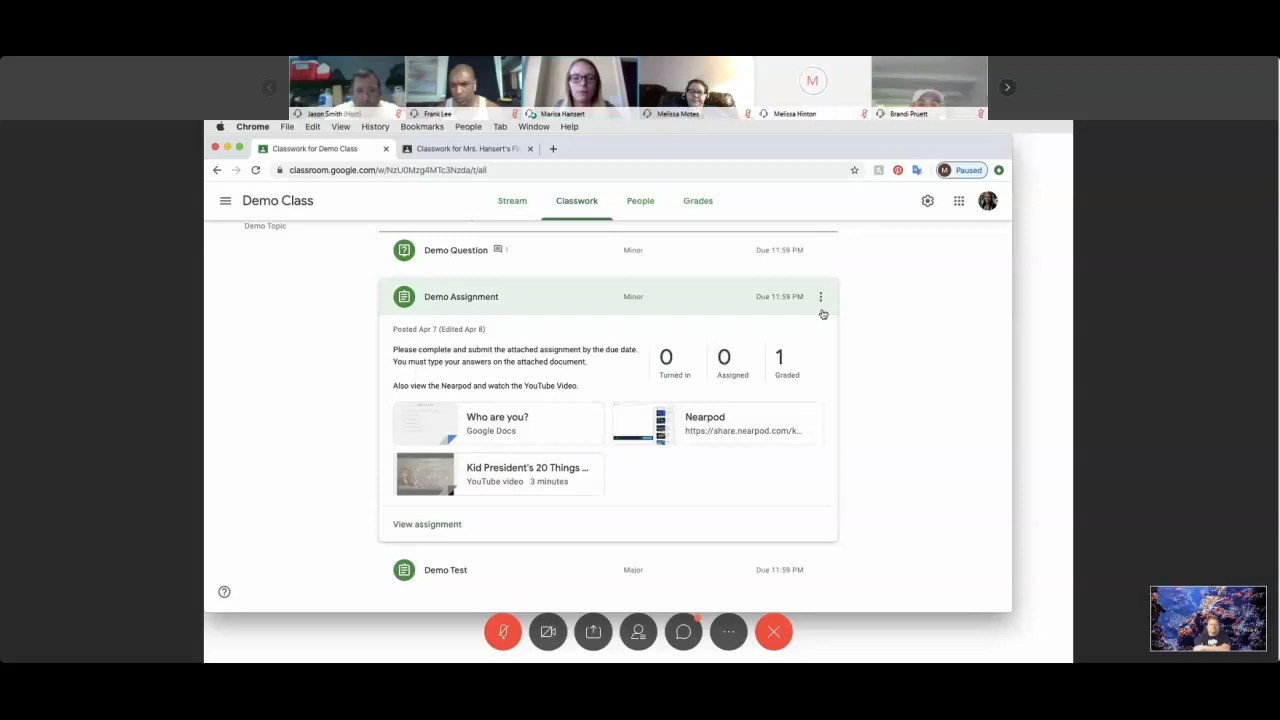 M
Jason Smith (Host)
Frank Lee
Marisa Hansert
Melissa Motes
Melissa Hinton
Brandi Pruett
Chrome File Edit View History Bookmarks People Tab Window Help
Classwork for Demo Class
Classwork for Mrs. Hansert's Fi
classroom.google.com/w/NzU0Mzg4MTc3Nzda/t/all
M Paused
Demo Class
Stream Classwork People Grades
Demo Topic
Demo Question 1 Minor Due 11:59 PM
Demo Assignment Minor Due 11:59 PM
Posted Apr 7 (Edited Apr 8)
Please complete and submit the attached assignment by the due date.
You must type your answers on the attached document.
Also view the Nearpod and watch the YouTube Video.
0 0 1
Turned in Assigned Graded
Who are you?
Google Docs
Nearpod
https://share.nearpod.com/k...
Kid President's 20 Things ...
YouTube video 3 minutes
View assignment
Demo Test Major Due 11:59 PM